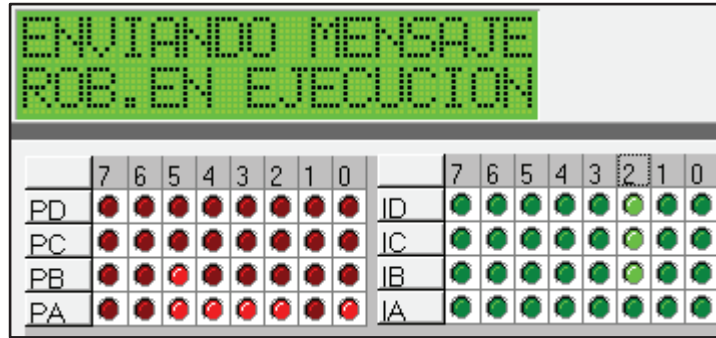 ENVIANDO MENSAJE
ROB.EN EJECUCION
7 6 5 4 3 2 1 0 7 6 5 4 3 2 1 0
PD ID
PC IC
PB IB
PA IA